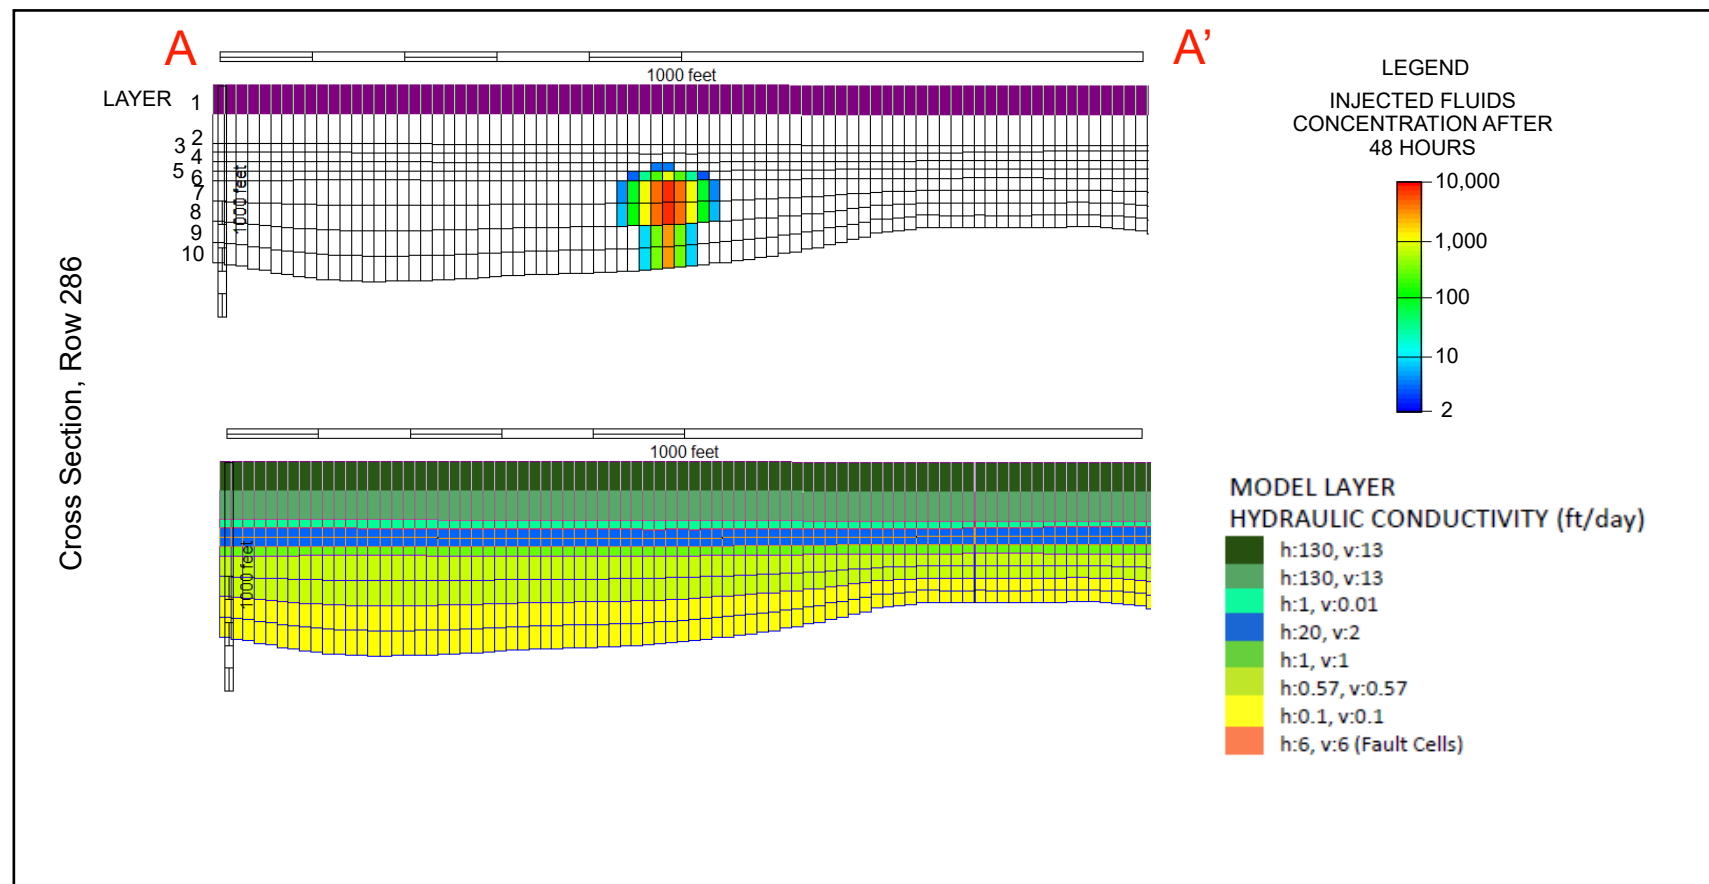 A
A’
1000 feet
LAYER 1
2
3
4
5
6
7
8
9
10
1000 feet
Cross Section, Row 286
1000 feet
1000 feet
LEGEND
INJECTED FLUIDS
CONCENTRATION AFTER
48 HOURS
10,000
1,000
100
10
2
MODEL LAYER
HYDRAULIC CONDUCTIVITY (ft/day)
h:130, v:13
h:130, v:13
h:1, v:0.01
h:20, v:2
h:1, v:1
h:0.57, v:0.57
h:0.1, v:0.1
h:6, v:6 (Fault Cells)